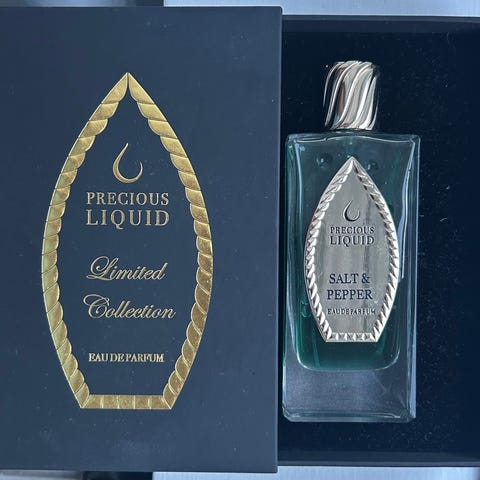 PRECIOUS
LIQUID
Limited
Collection
EAU DE PARFUM
PRECIOUS
LIQUID
SALT &
PEPPER
EAU DE PARFUM